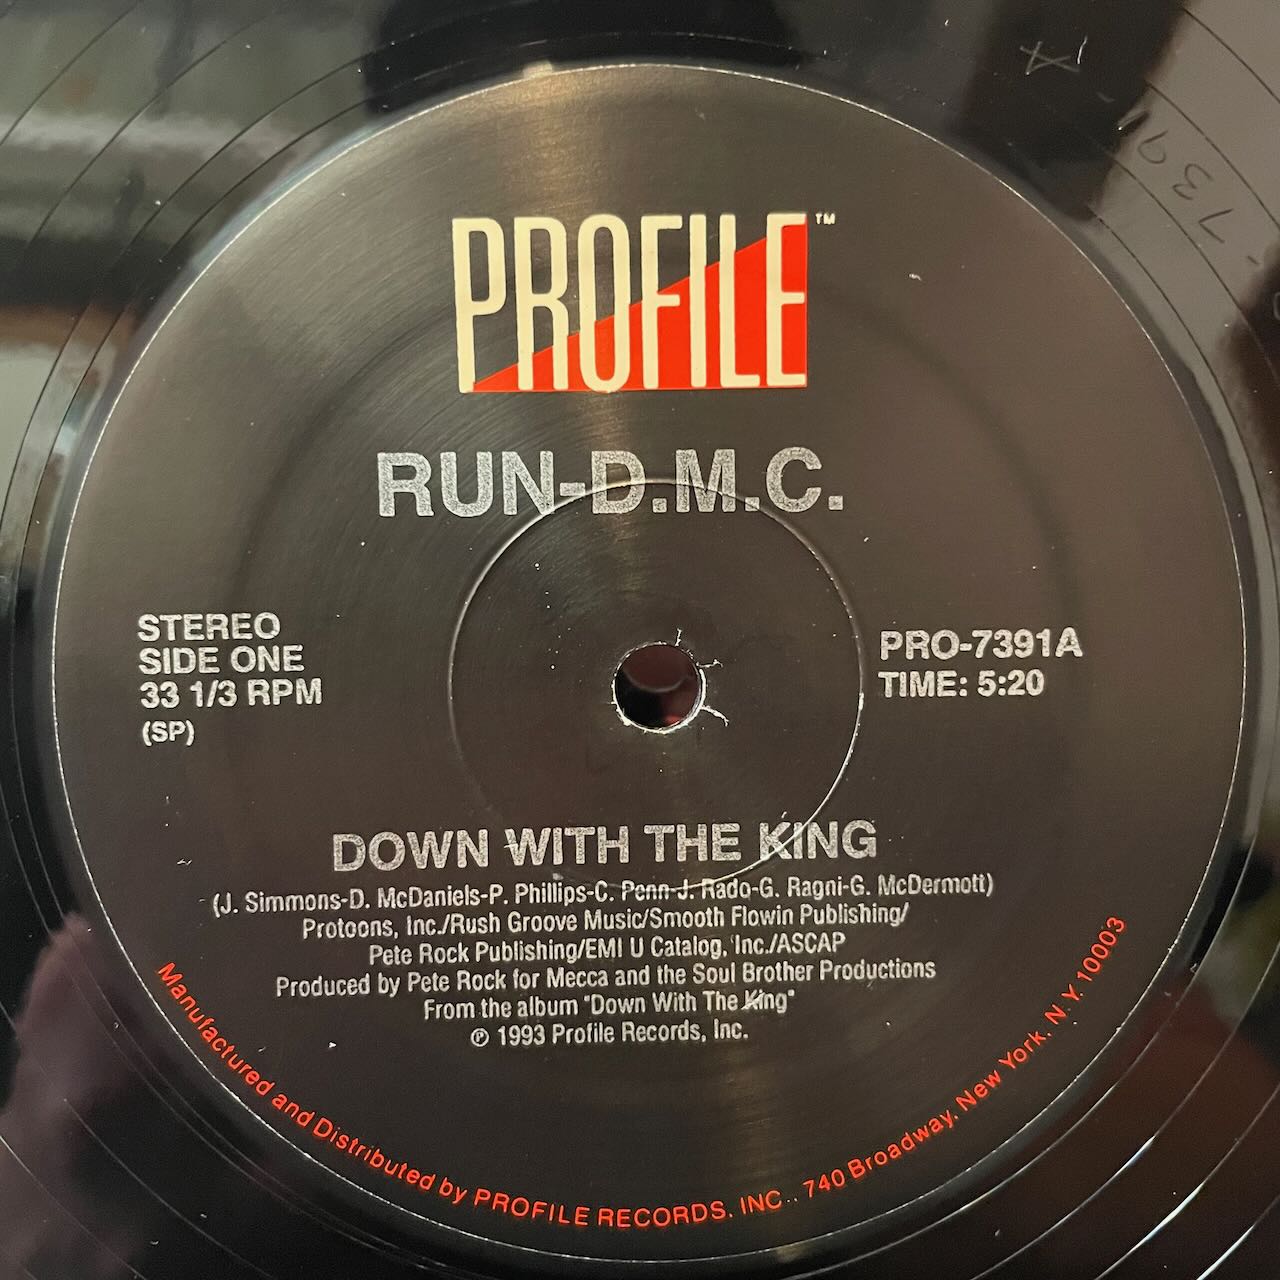 PROFILE™
RUN-D.M.C.
STEREO
SIDE ONE
33 1/3 RPM
(SP)
PRO-7391A
TIME: 5:20
DOWN WITH THE KING
(J. Simmons-D. McDaniels-P. Phillips-C. Penn-J. Rado-G. Ragni-G. McDermott)
Protoons, Inc./Rush Groove Music/Smooth Flowin Publishing/
Pete Rock Publishing/EMI U Catalog, Inc./ASCAP
Produced by Pete Rock for Mecca and the Soul Brother Productions
From the album "Down With The King"
℗ 1993 Profile Records, Inc.
Manufactured and Distributed by PROFILE RECORDS, INC., 740 Broadway, New York, N.Y. 10003